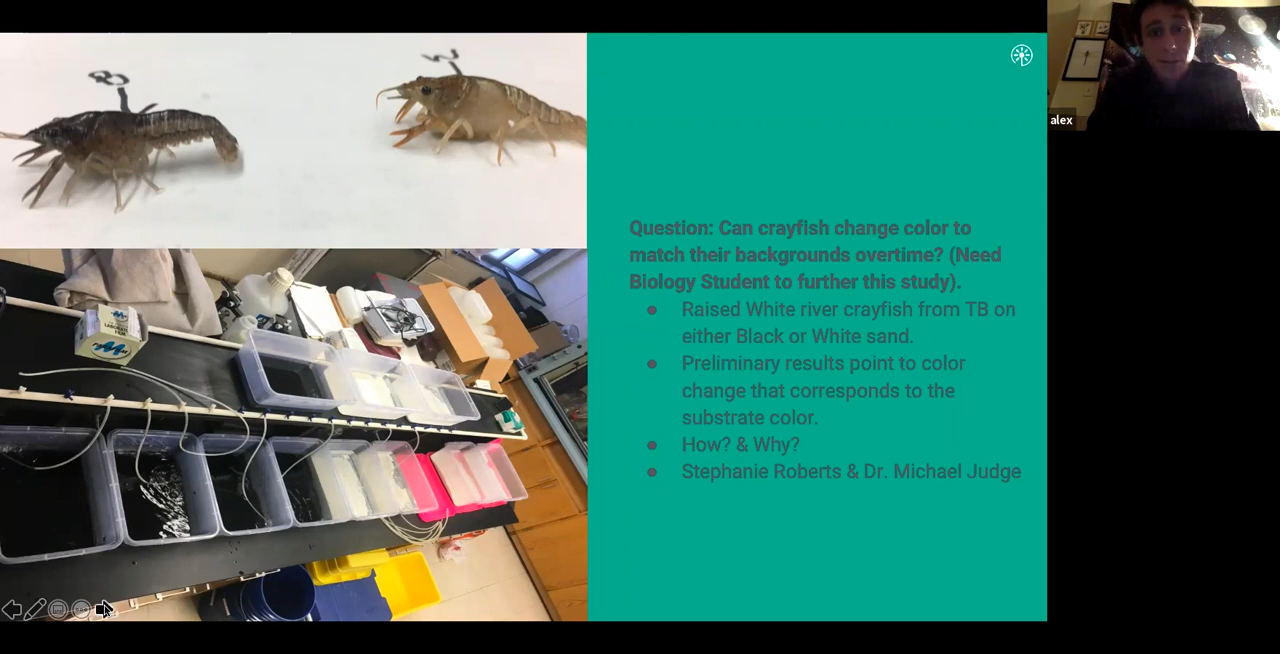 alex
Question: Can crayfish change color to
match their backgrounds overtime? (Need
Biology Student to further this study).
● Raised White river crayfish from TB on
either Black or White sand.
● Preliminary results point to color
change that corresponds to the
substrate color.
● How? & Why?
● Stephanie Roberts & Dr. Michael Judge